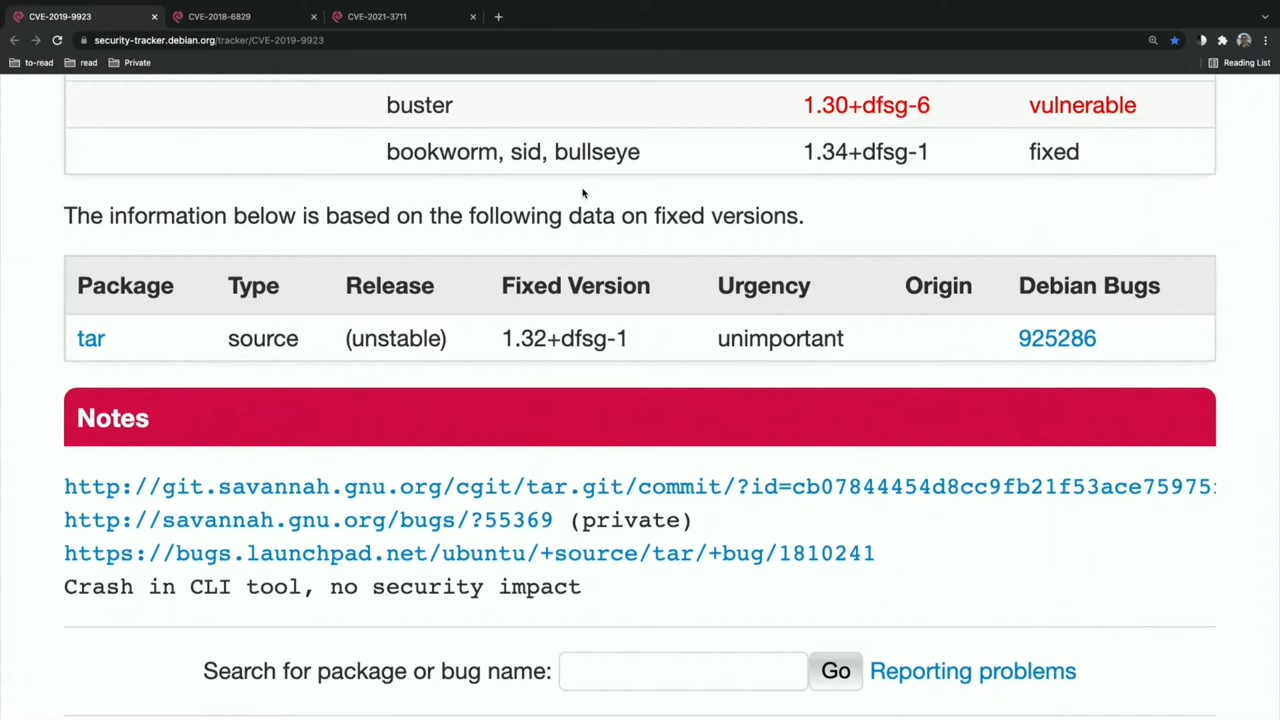 CVE-2019-9923
CVE-2018-6829
CVE-2021-3711
security-tracker.debian.org/tracker/CVE-2019-9923
to-read
read
Private
Reading List
buster 1.30+dfsg-6 vulnerable
bookworm, sid, bullseye 1.34+dfsg-1 fixed
The information below is based on the following data on fixed versions.
Package Type Release Fixed Version Urgency Origin Debian Bugs
tar source (unstable) 1.32+dfsg-1 unimportant 925286
Notes
http://git.savannah.gnu.org/cgit/tar.git/commit/?id=cb07844454d8cc9fb21f53ace75975
http://savannah.gnu.org/bugs/?55369 (private)
https://bugs.launchpad.net/ubuntu/+source/tar/+bug/1810241
Crash in CLI tool, no security impact
Search for package or bug name: Go Reporting problems